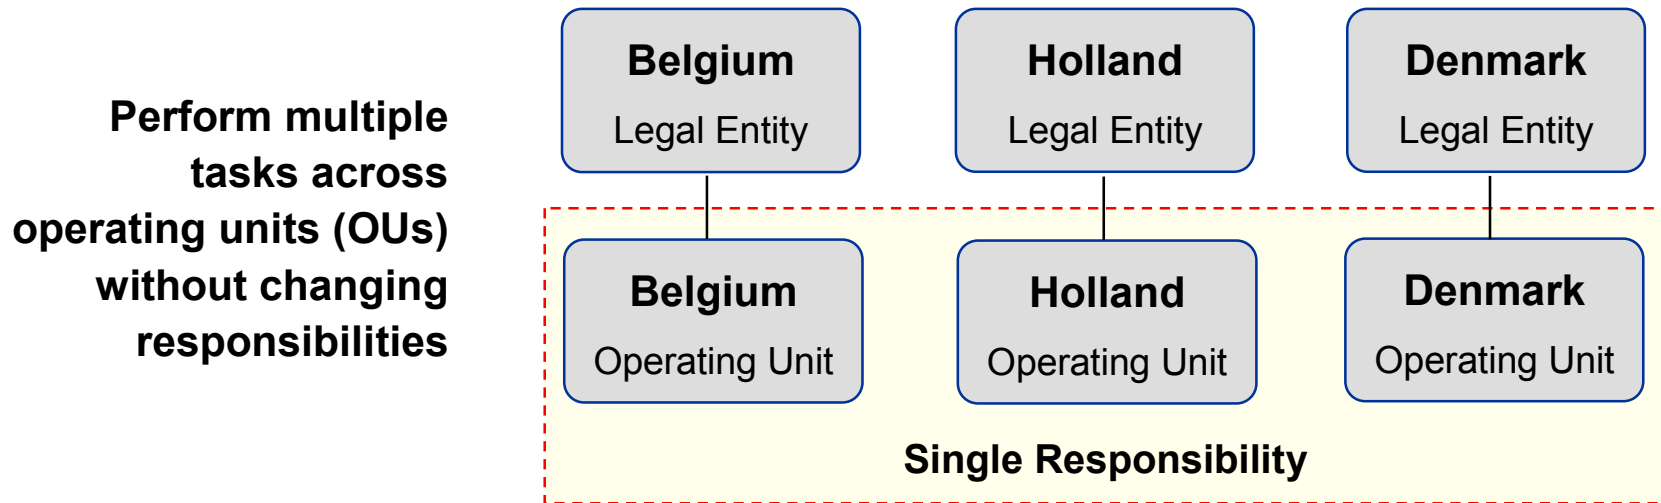 Perform multiple
tasks across
operating units (OUs)
without changing
responsibilities
Belgium
Legal Entity
Holland
Legal Entity
Denmark
Legal Entity
Belgium
Operating Unit
Holland
Operating Unit
Denmark
Operating Unit
Single Responsibility